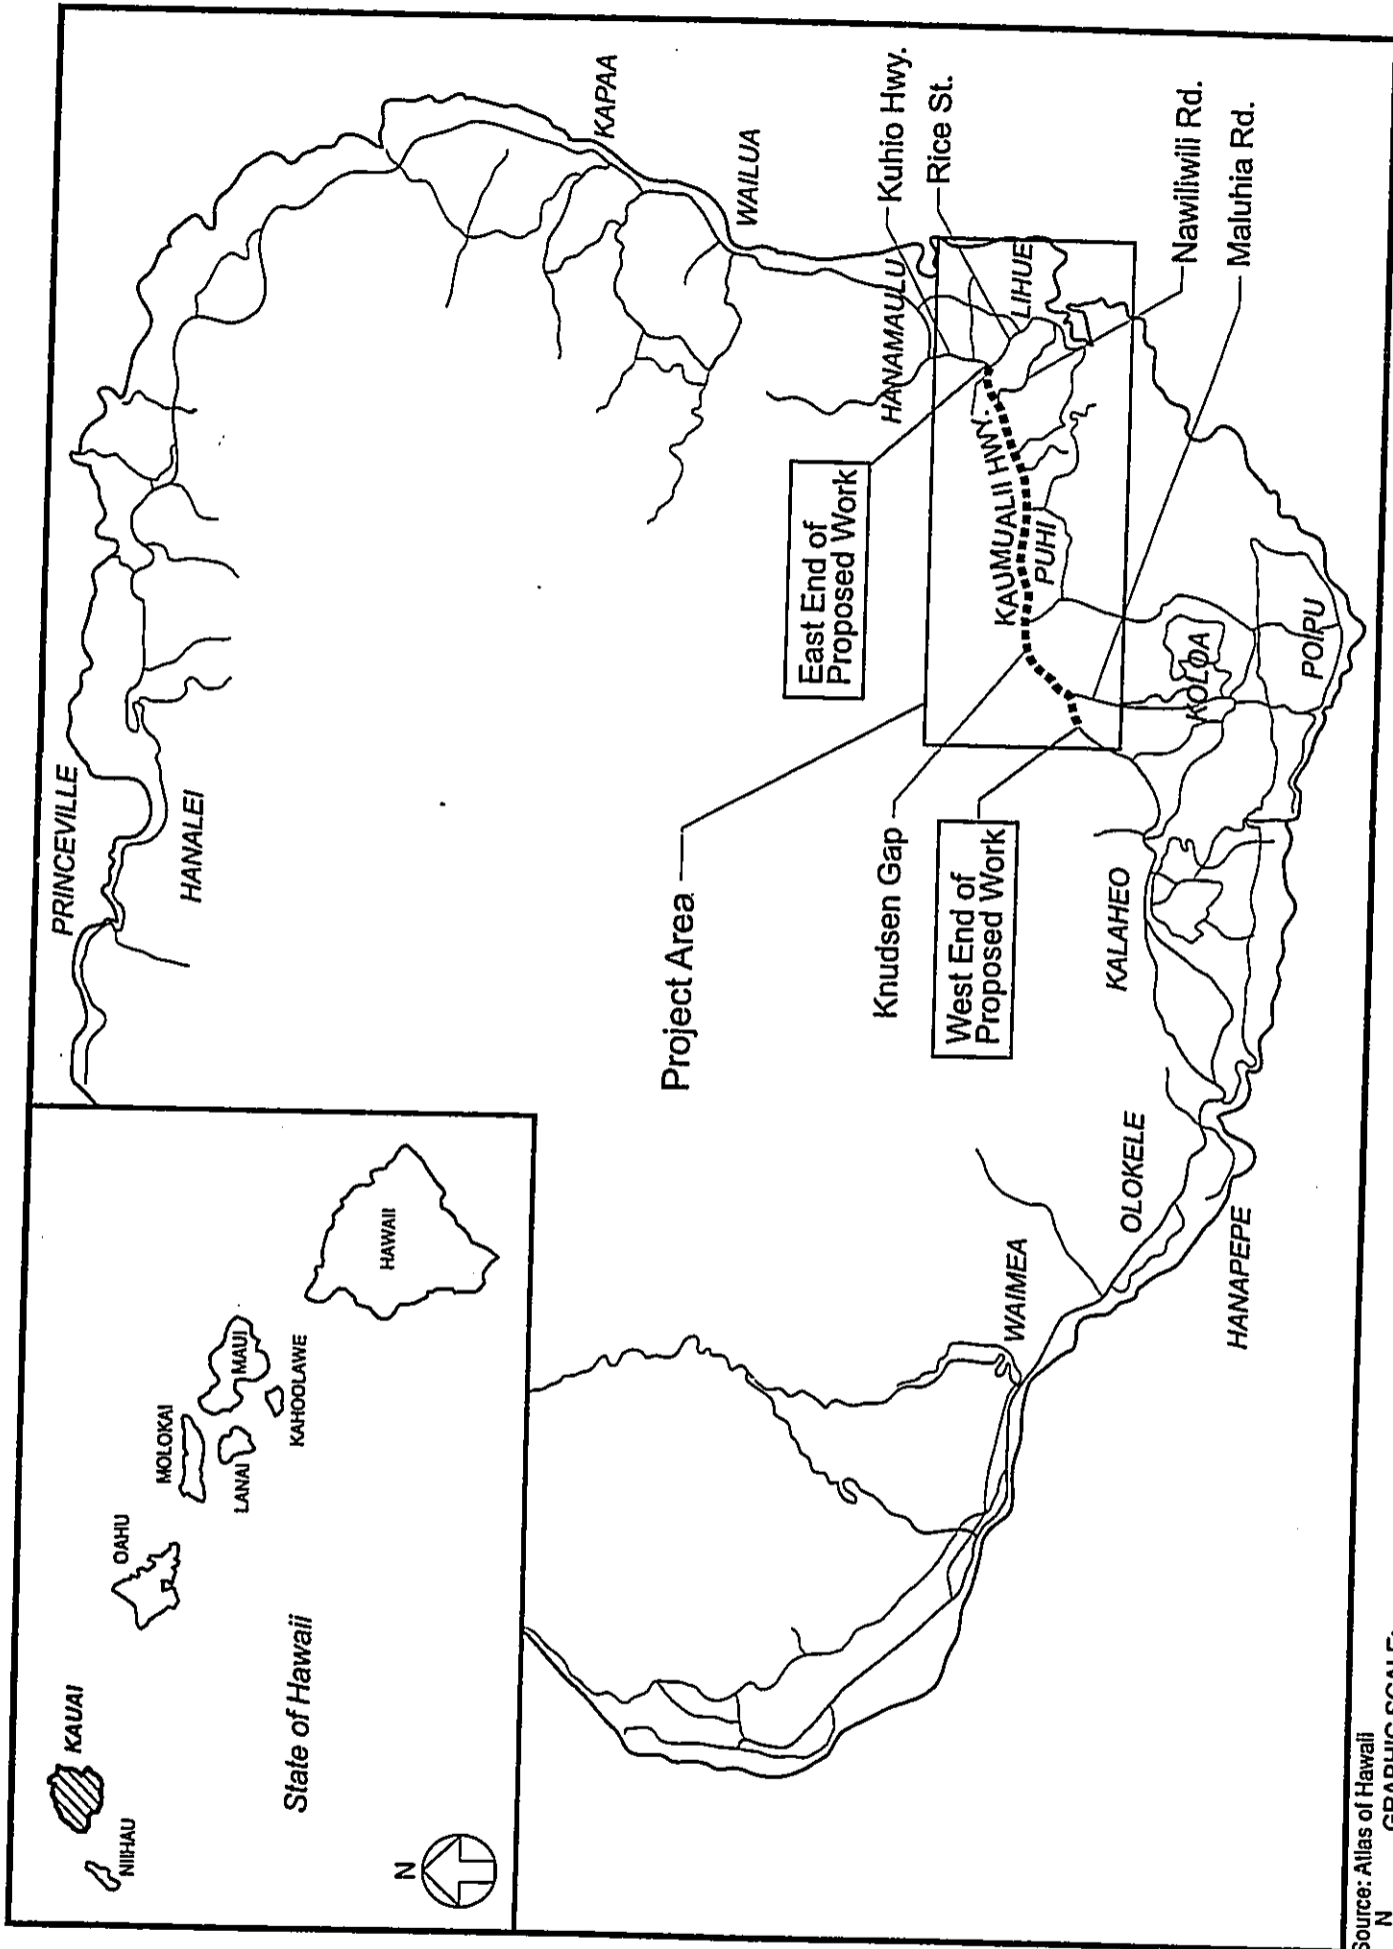 KAUAI
NIIHAU
OAHU
MOLOKAI
LANAI
MAUI
KAHOOLAWE
HAWAII
State of Hawaii
N
PRINCEVILLE
HANALEI
KAPAA
WAILUA
HANAMAULU
Kuhio Hwy.
Rice St.
LIHUE
Nawiliwili Rd.
Maluhia Rd.
East End of
Proposed Work
KAUMUALII HWY.
PUHI
Project Area
Knudsen Gap
West End of
Proposed Work
KOLOA
POIPU
KALAHEO
OLOKELE
HANAPEPE
WAIMEA
Source: Atlas of Hawaii
N
GRAPHIC SCALE: